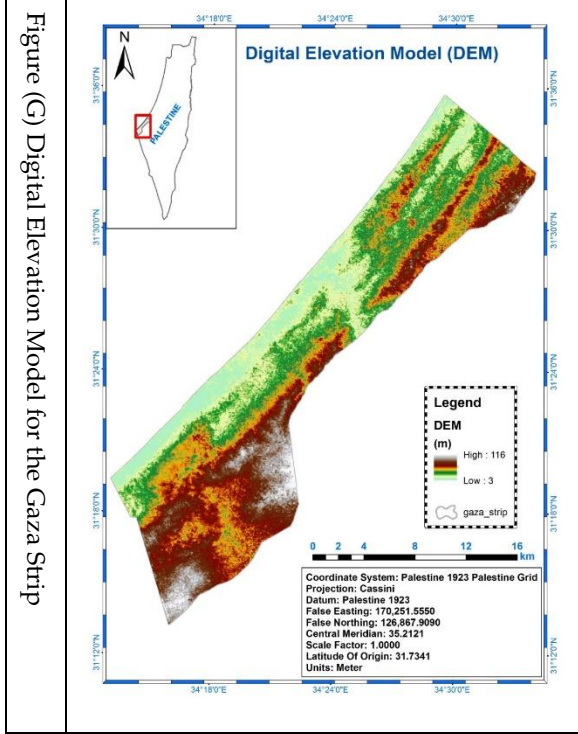 Figure (G) Digital Elevation Model for the Gaza Strip
34°18'0"E
34°24'0"E
34°30'0"E
N
PALESTINE
Digital Elevation Model (DEM)
31°36'0"N
31°36'0"N
31°30'0"N
31°30'0"N
31°24'0"N
31°24'0"N
31°18'0"N
31°18'0"N
31°12'0"N
31°12'0"N
Legend
DEM
(m)
High : 116
Low : 3
gaza_strip
0 2 4 8 12 16
km
Coordinate System: Palestine 1923 Palestine Grid
Projection: Cassini
Datum: Palestine 1923
False Easting: 170,251.5550
False Northing: 126,867.9090
Central Meridian: 35.2121
Scale Factor: 1.0000
Latitude Of Origin: 31.7341
Units: Meter
34°18'0"E
34°24'0"E
34°30'0"E